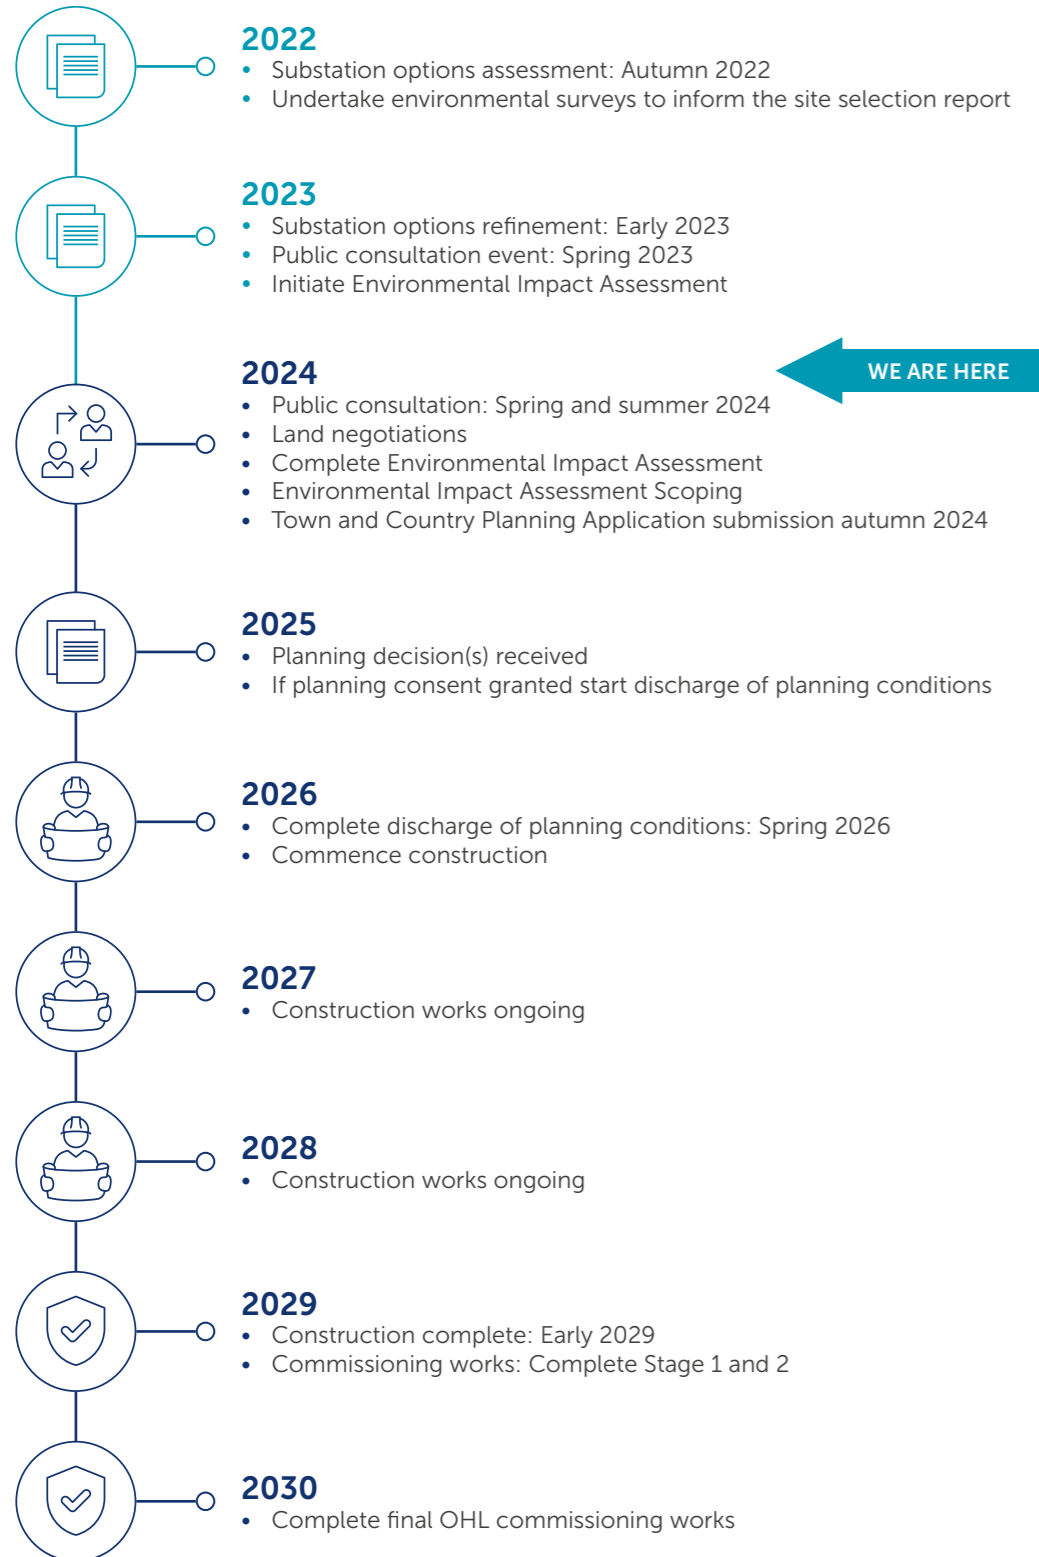 2022
• Substation options assessment: Autumn 2022
• Undertake environmental surveys to inform the site selection report
2023
• Substation options refinement: Early 2023
• Public consultation event: Spring 2023
• Initiate Environmental Impact Assessment
WE ARE HERE
2024
• Public consultation: Spring and summer 2024
• Land negotiations
• Complete Environmental Impact Assessment
• Environmental Impact Assessment Scoping
• Town and Country Planning Application submission autumn 2024
2025
• Planning decision(s) received
• If planning consent granted start discharge of planning conditions
2026
• Complete discharge of planning conditions: Spring 2026
• Commence construction
2027
• Construction works ongoing
2028
• Construction works ongoing
2029
• Construction complete: Early 2029
• Commissioning works: Complete Stage 1 and 2
2030
• Complete final OHL commissioning works